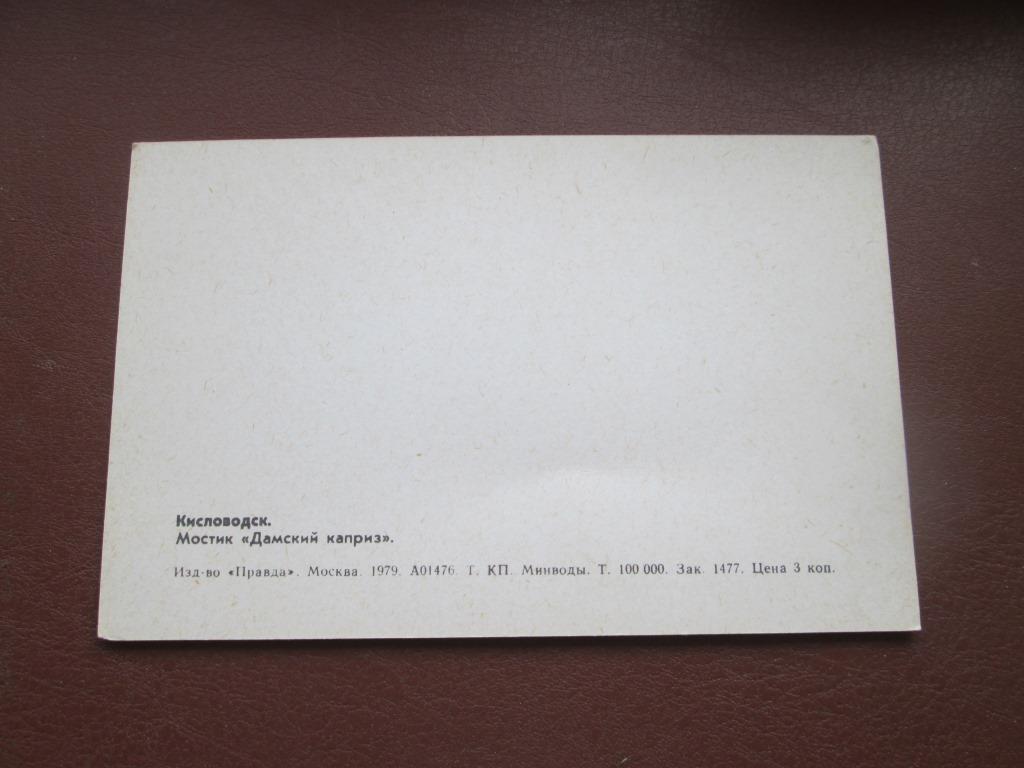 Кисловодск.
Мостик «Дамский каприз».
Изд-во «Правда». Москва. 1979. А01476. Т. КП. Минводы. Т. 100 000. Зак. 1477. Цена 3 коп.